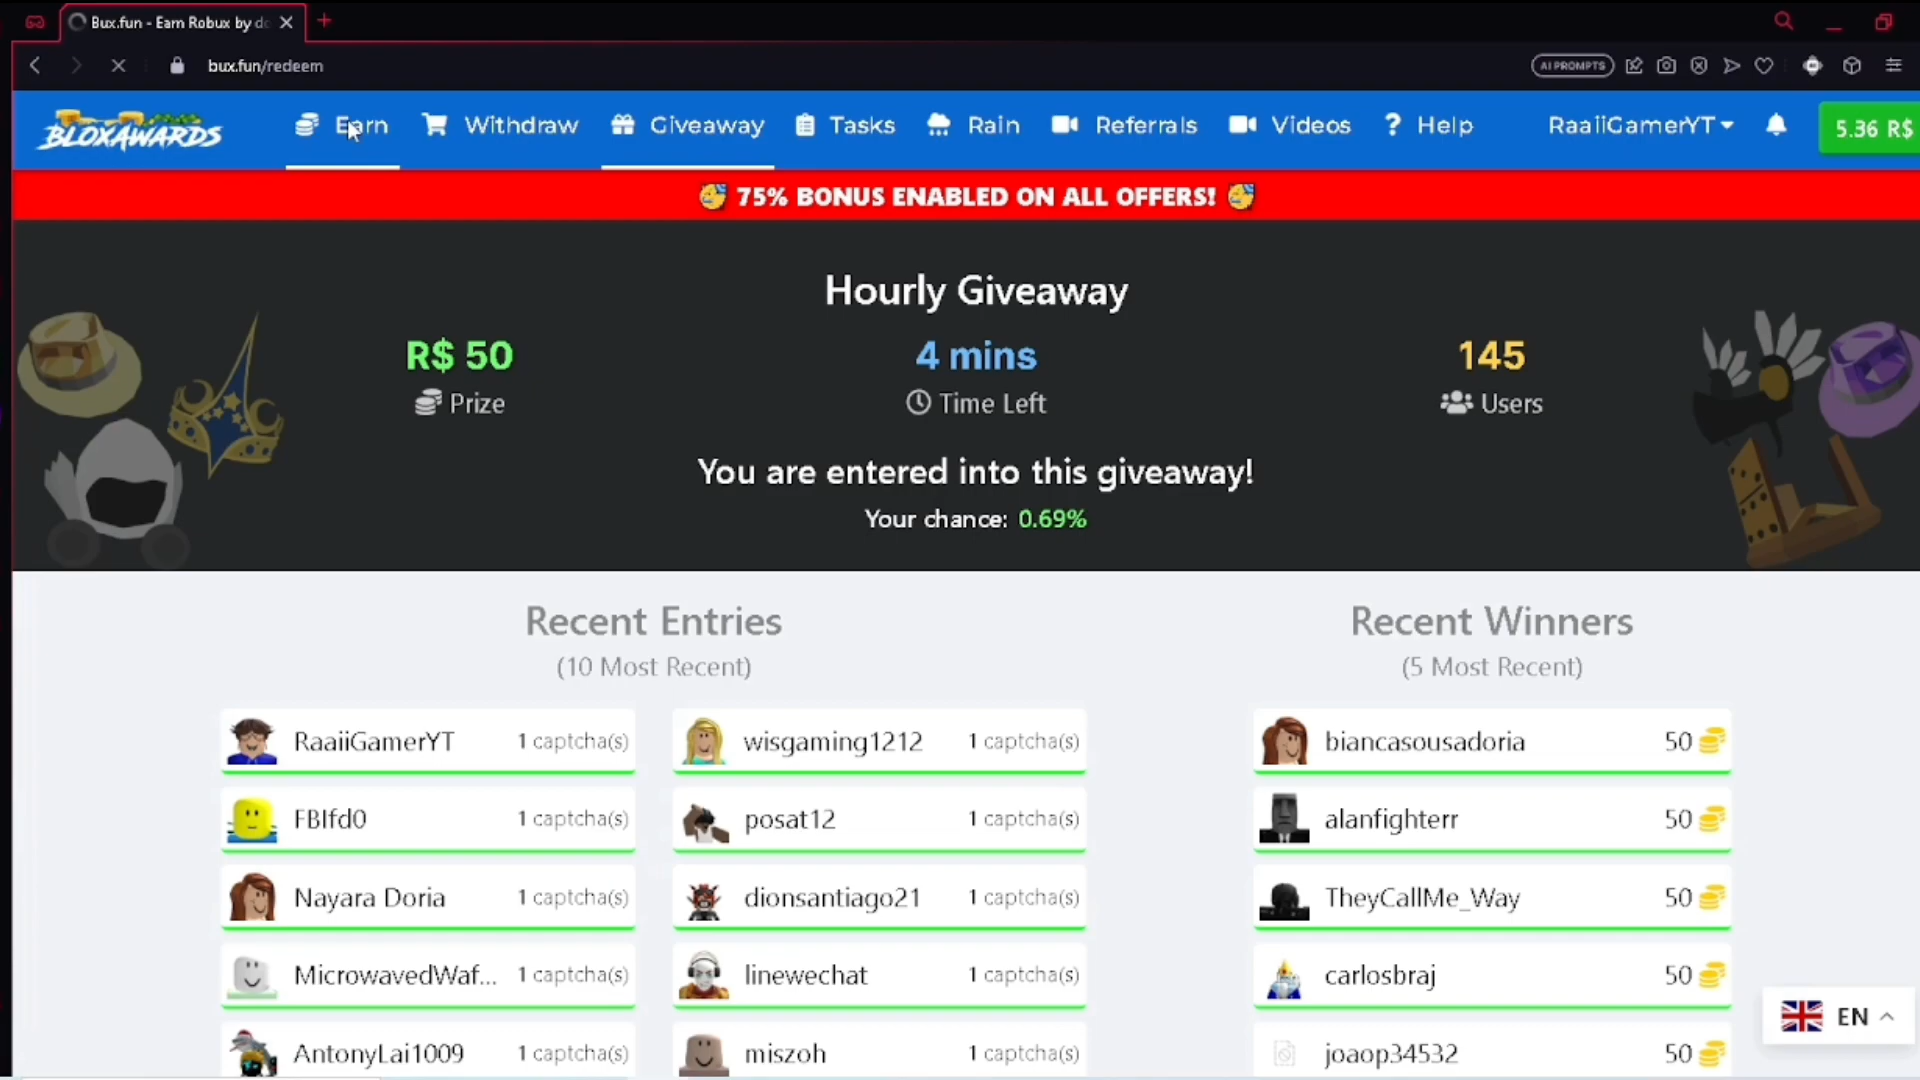 Bux.fun - Earn Robux by do
bux.fun/redeem
AI PROMPTS
BLOXAWARDS
Earn
Withdraw
Giveaway
Tasks
Rain
Referrals
Videos
? Help
RaaiiGamerYT
5.36 R$
75% BONUS ENABLED ON ALL OFFERS!
Hourly Giveaway
R$ 50
Prize
4 mins
Time Left
145
Users
You are entered into this giveaway!
Your chance: 0.69%
Recent Entries
(10 Most Recent)
RaaiiGamerYT 1 captcha(s)
FBIfd0 1 captcha(s)
Nayara Doria 1 captcha(s)
MicrowavedWaf... 1 captcha(s)
AntonyLai1009 1 captcha(s)
wisgaming1212 1 captcha(s)
posat12 1 captcha(s)
dionsantiago21 1 captcha(s)
linewechat 1 captcha(s)
miszoh 1 captcha(s)
Recent Winners
(5 Most Recent)
biancasousadoria 50
alanfighterr 50
TheyCallMe_Way 50
carlosbraj 50
joaop34532 50
EN